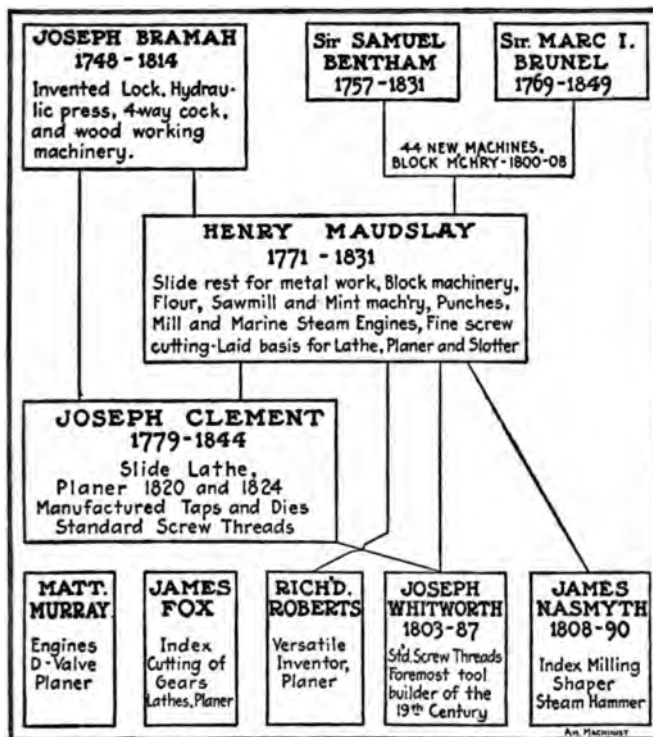 JOSEPH BRAMAH
1748-1814
Invented Lock, Hydrau-
lic press, 4-way cock,
and wood working
machinery.
Sir SAMUEL
BENTHAM
1757-1831
Sir. MARC I.
BRUNEL
1769-1849
44 NEW MACHINES,
BLOCK M'CH'RY-1800-08
HENRY MAUDSLAY
1771-1831
Slide rest for metal work, Block machinery,
Flour, Sawmill and Mint mach'ry, Punches,
Mill and Marine Steam Engines, Fine screw
cutting-Laid basis for Lathe, Planer and Slotter
JOSEPH CLEMENT
1779-1844
Slide Lathe,
Planer 1820 and 1824
Manufactured Taps and Dies
Standard Screw Threads
MATT.
MURRAY
Engines
D-Valve
Planer
JAMES
FOX
Index
Cutting of
Gears
Lathes, Planer
RICH'D.
ROBERTS
Versatile
Inventor,
Planer
JOSEPH
WHITWORTH
1803-87
St'd. Screw Threads
Foremost tool
builder of the
19th Century
JAMES
NASMYTH
1808-90
Index Milling
Shaper
Steam Hammer
AM. MACHINIST